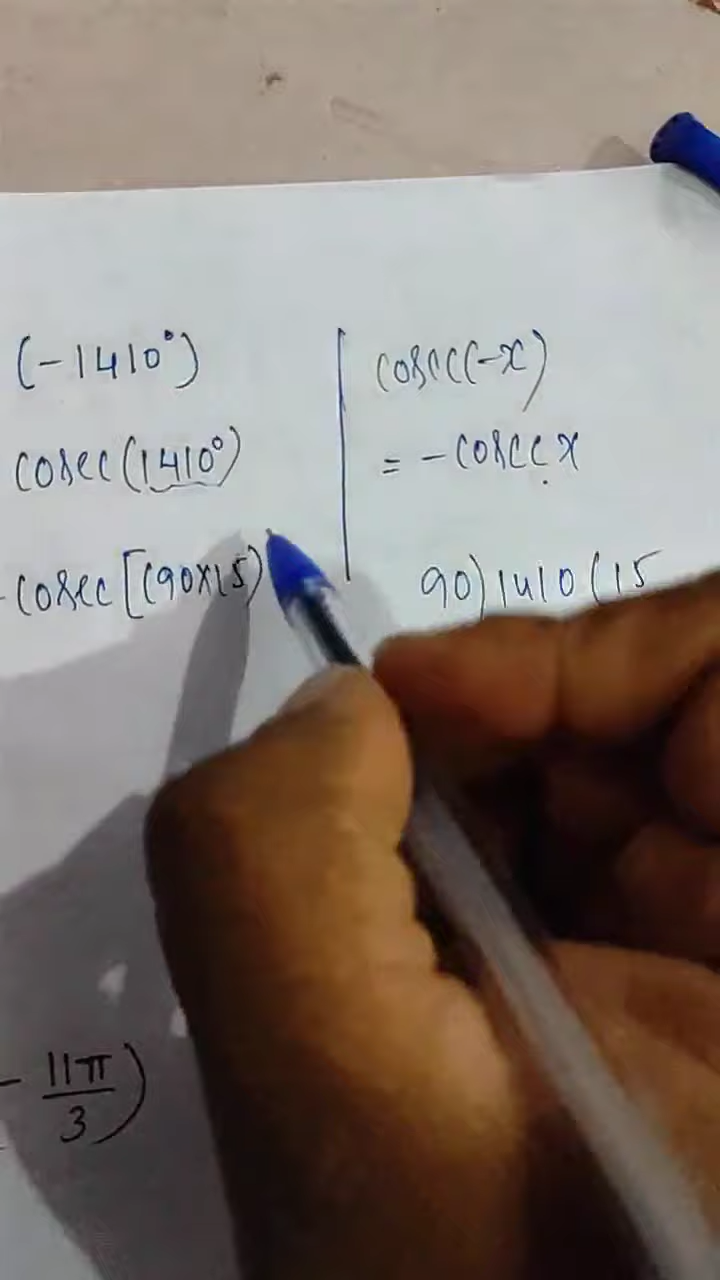 (-1410°)
cosec(1410°)
-cosec[(90×15)
cosec(-x)
= -cosec x
90)1410(15
- 11π/3)